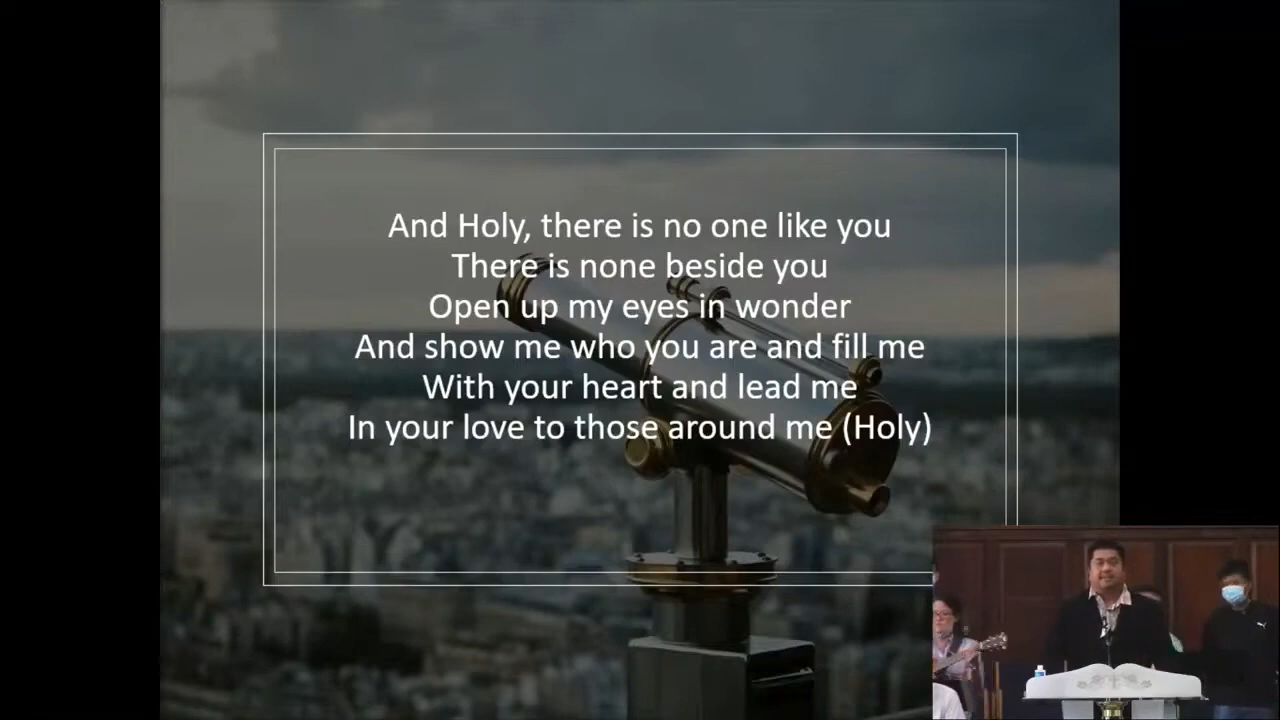 And Holy, there is no one like you
There is none beside you
Open up my eyes in wonder
And show me who you are and fill me
With your heart and lead me
In your love to those around me (Holy)